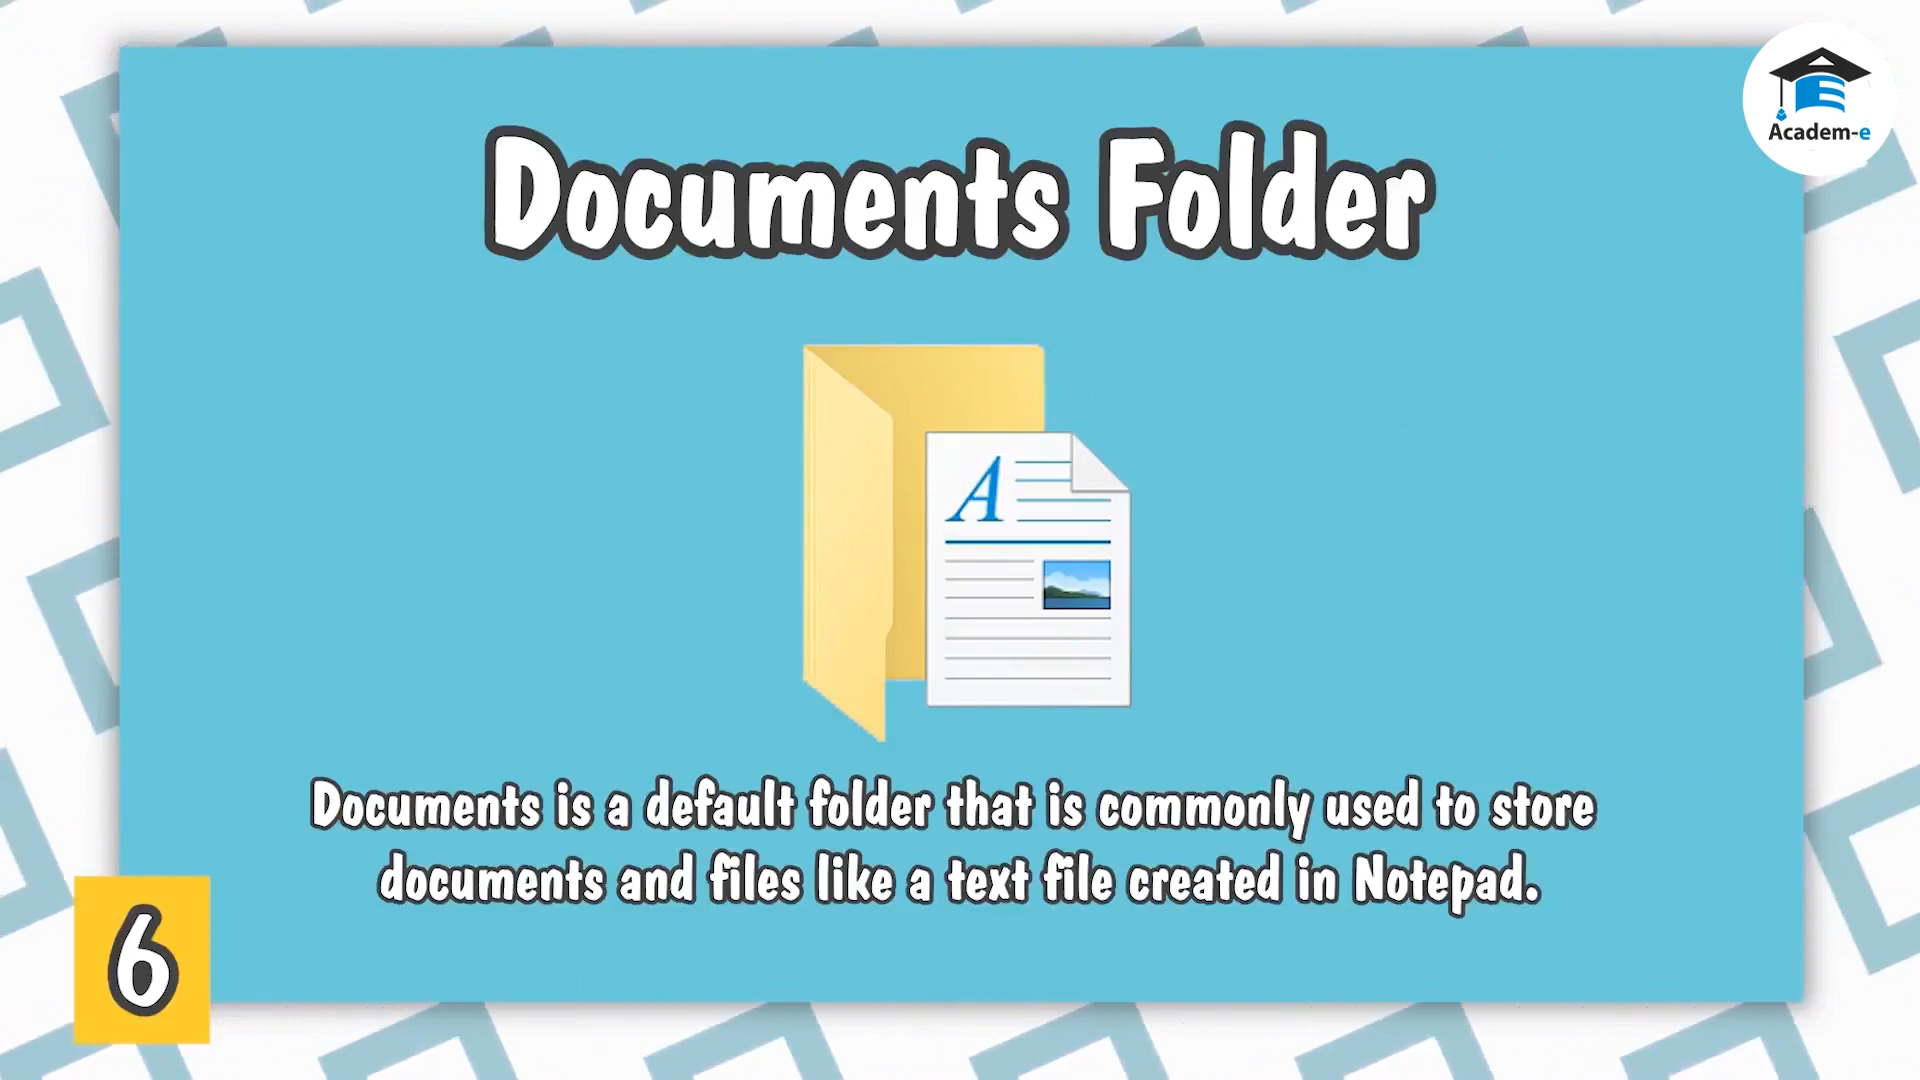 Academ-e
Documents Folder
A
Documents is a default folder that is commonly used to store
documents and files like a text file created in Notepad.
6